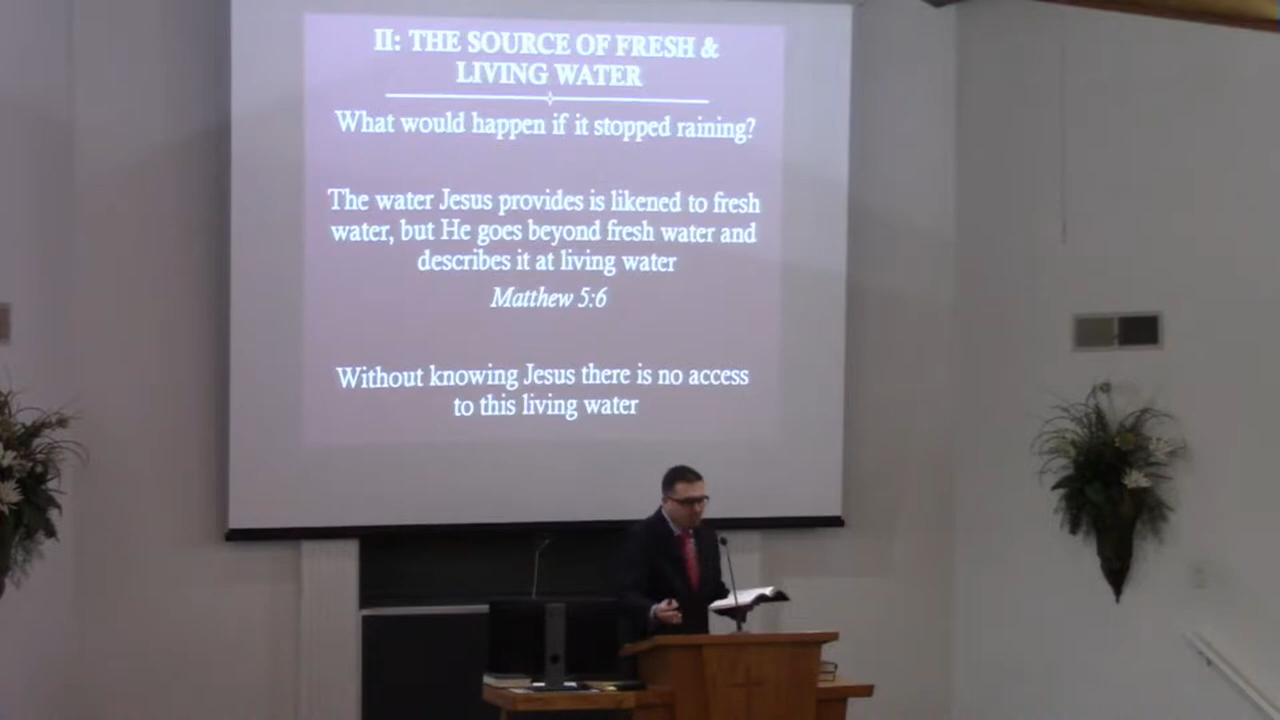 II: THE SOURCE OF FRESH &
LIVING WATER
What would happen if it stopped raining?
The water Jesus provides is likened to fresh
water, but He goes beyond fresh water and
describes it at living water
Matthew 5:6
Without knowing Jesus there is no access
to this living water